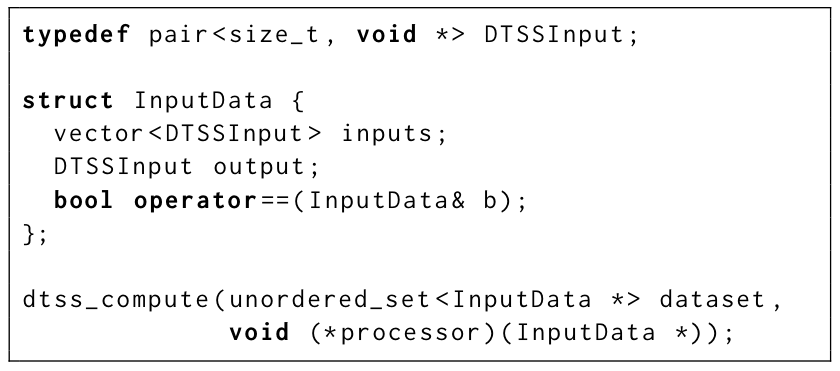 typedef pair<size_t, void *> DTSSInput;

struct InputData {
  vector<DTSSInput> inputs;
  DTSSInput output;
  bool operator==(InputData& b);
};

dtss_compute(unordered_set<InputData *> dataset,
             void (*processor)(InputData *));